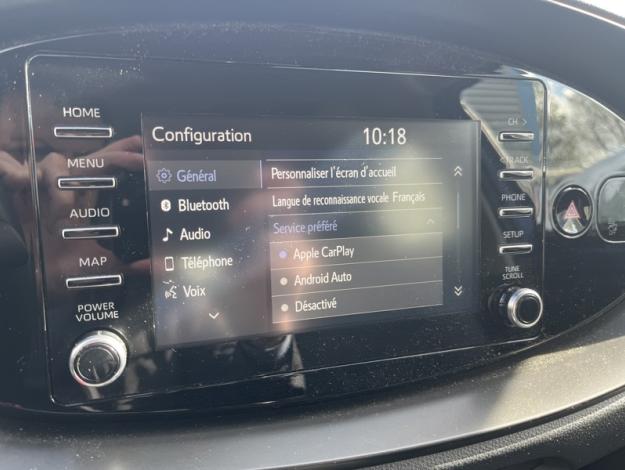 HOME
MENU
AUDIO
MAP
POWER
VOLUME
Configuration 10:18
Général
Bluetooth
Audio
Téléphone
Voix
Personnaliser l'écran d'accueil
Langue de reconnaissance vocale Français
Service préféré
Apple CarPlay
Android Auto
Désactivé
CH >
< TRACK
PHONE
SETUP
TUNE
SCROLL